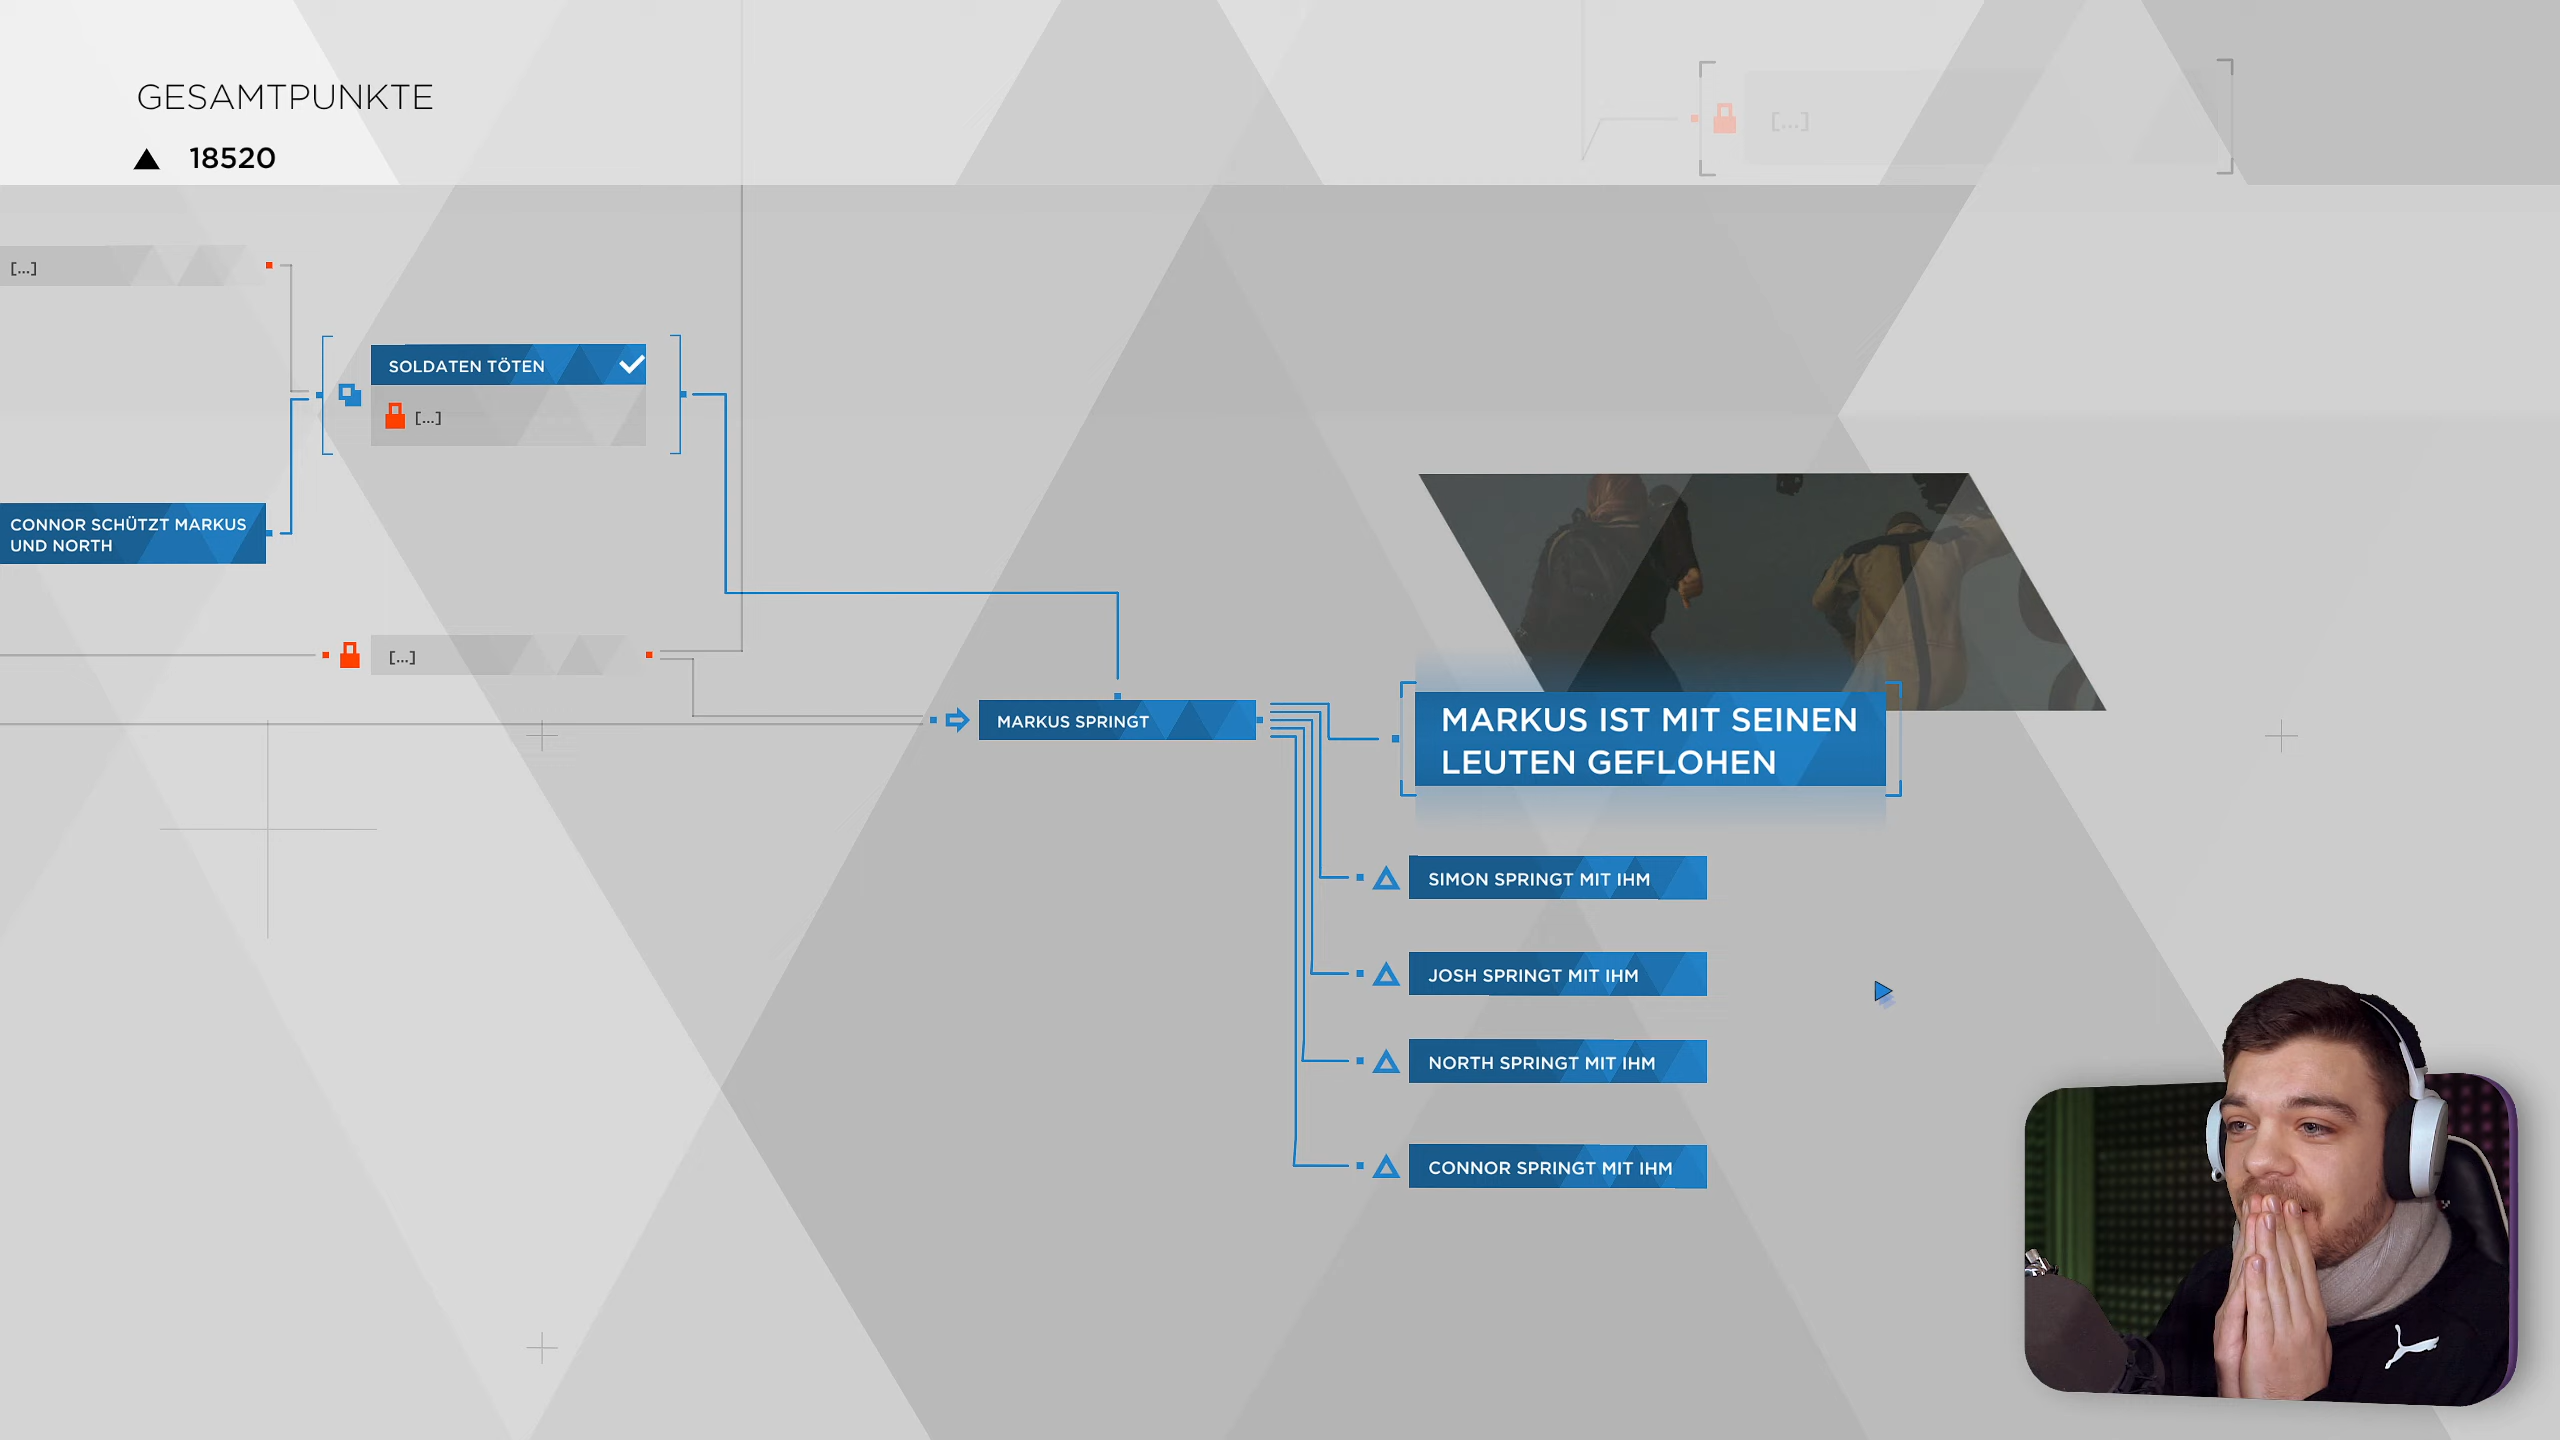 GESAMTPUNKTE
18520
[...]
[...]
SOLDATEN TÖTEN
[...]
CONNOR SCHÜTZT MARKUS
UND NORTH
[...]
MARKUS SPRINGT
MARKUS IST MIT SEINEN
LEUTEN GEFLOHEN
SIMON SPRINGT MIT IHM
JOSH SPRINGT MIT IHM
NORTH SPRINGT MIT IHM
CONNOR SPRINGT MIT IHM